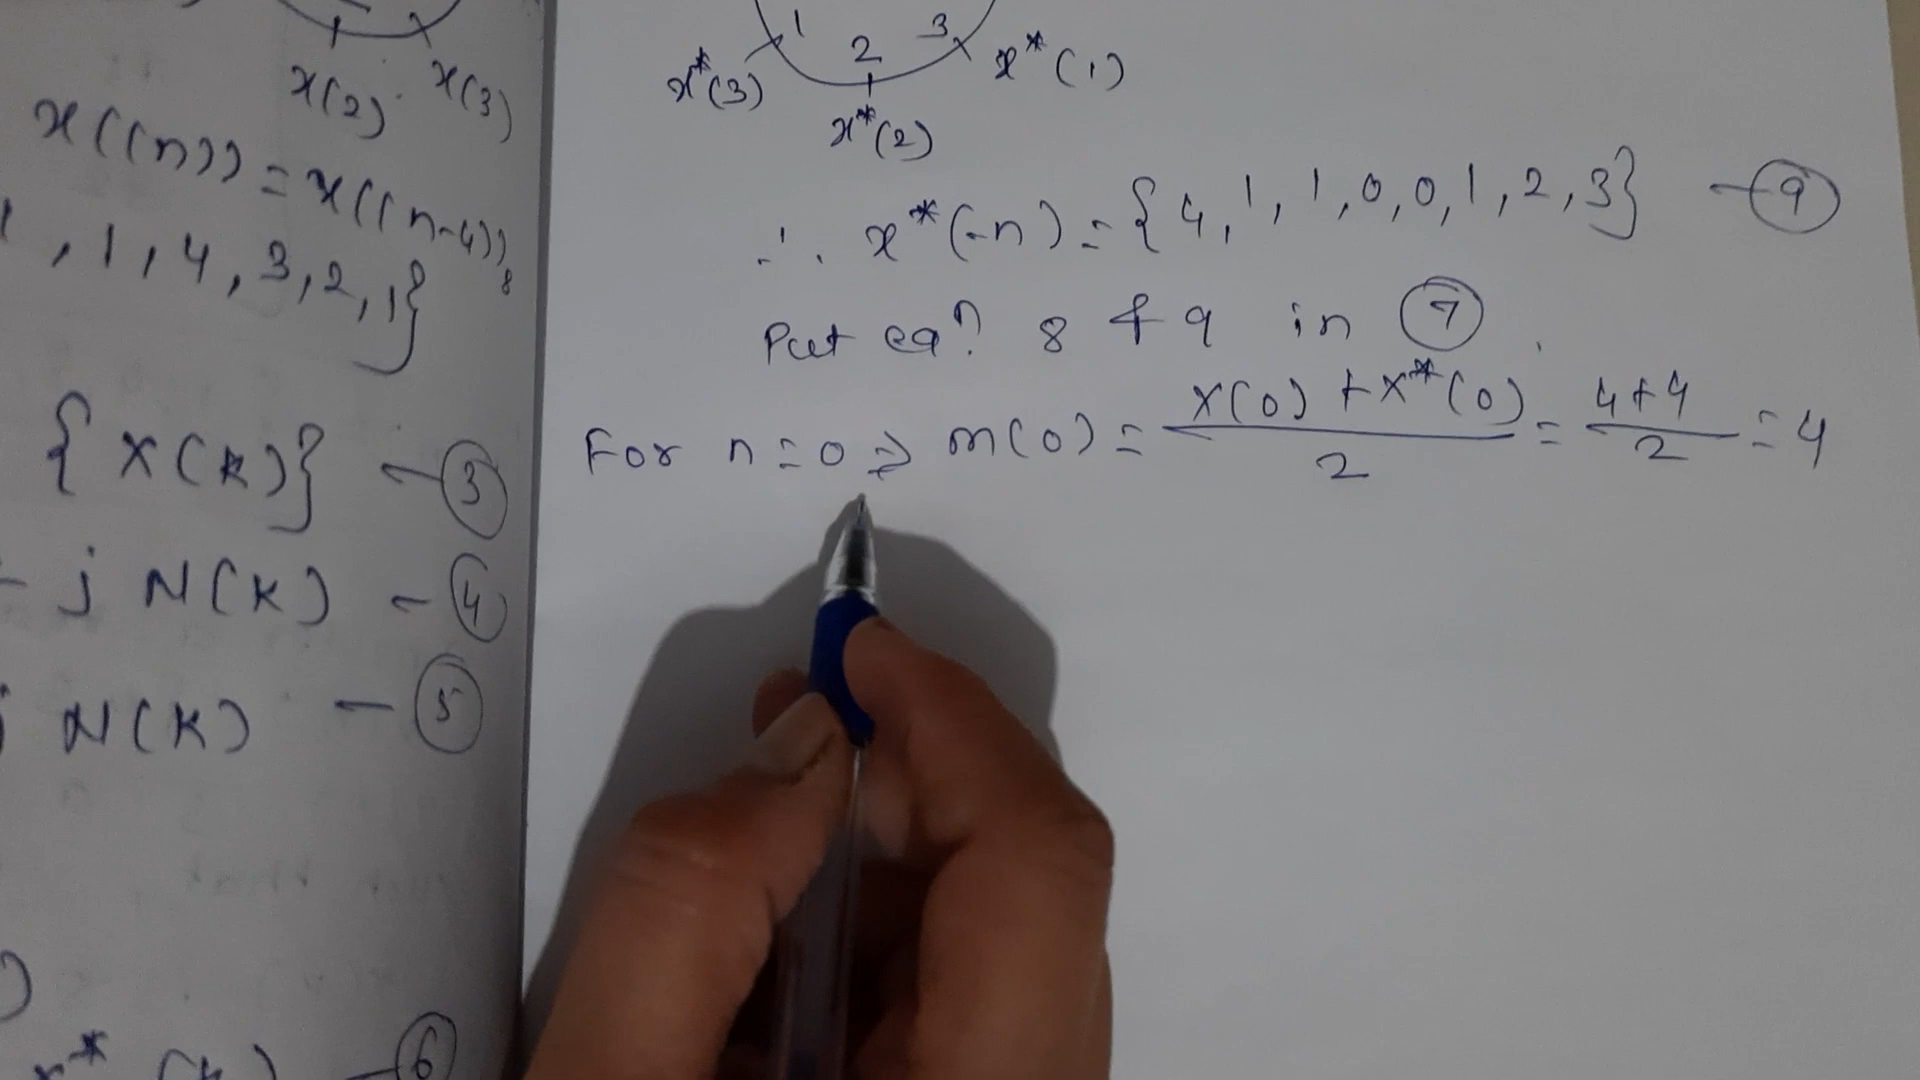 x(2) x(3)
x((n)) = x((n-4))8
1, 1, 4, 3, 2, 1}
{X(k)} - 3
j N(k) - 4
j N(k) - 5
x* (k) - 6
1 2 3
x*(3) x*(2) x*(1)
∴ x*(-n) = {4, 1, 1, 0, 0, 1, 2, 3} - 9
Put eqn 8 & 9 in 7
For n=0 ⇒ m(0) = x(0) + x*(0) / 2 = 4+4 / 2 = 4